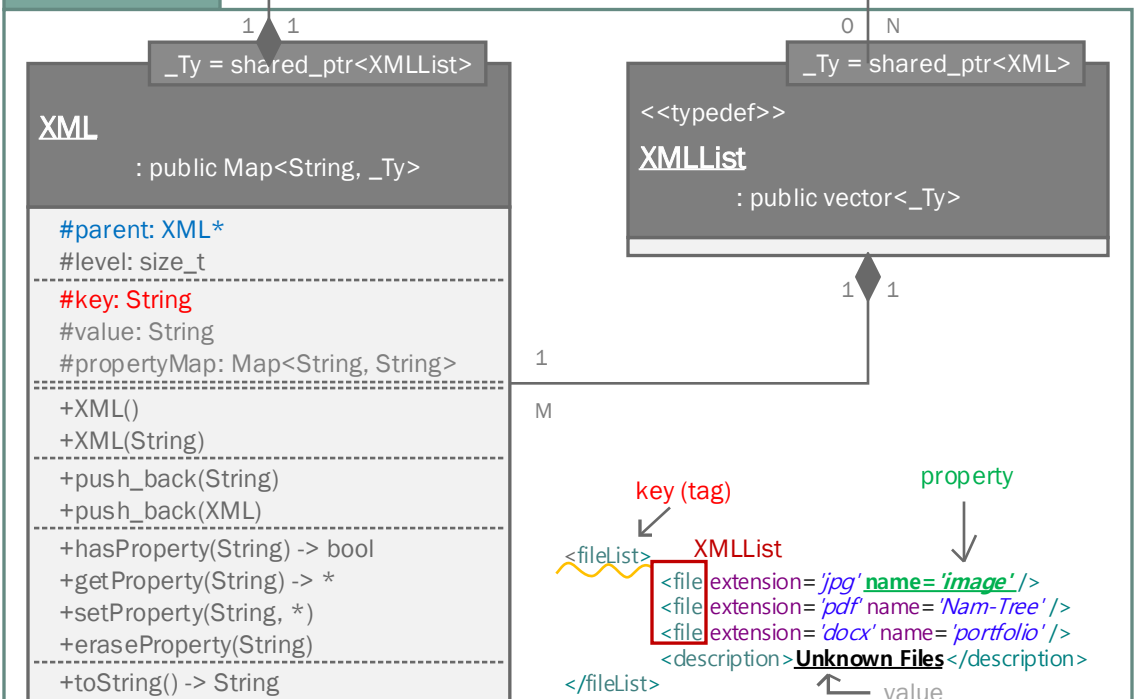 1 1
_Ty = shared_ptr<XMLList>
XML
: public Map<String, _Ty>
#parent: XML*
#level: size_t
#key: String
#value: String
#propertyMap: Map<String, String>
+XML()
+XML(String)
+push_back(String)
+push_back(XML)
+hasProperty(String) -> bool
+getProperty(String) -> *
+setProperty(String, *)
+eraseProperty(String)
+toString() -> String
0 N
_Ty = shared_ptr<XML>
<<typedef>>
XMLList
: public vector<_Ty>
1 1
1
M
key (tag)
property
<fileList>
XMLList
<file extension='jpg' name='image' />
<file extension='pdf' name='Nam-Tree' />
<file extension='docx' name='portfolio' />
<description>Unknown Files</description>
</fileList>
value